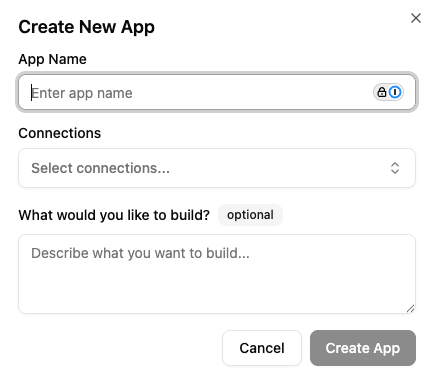 Create New App
App Name
Enter app name
Connections
Select connections...
What would you like to build? optional
Describe what you want to build...
Cancel Create App